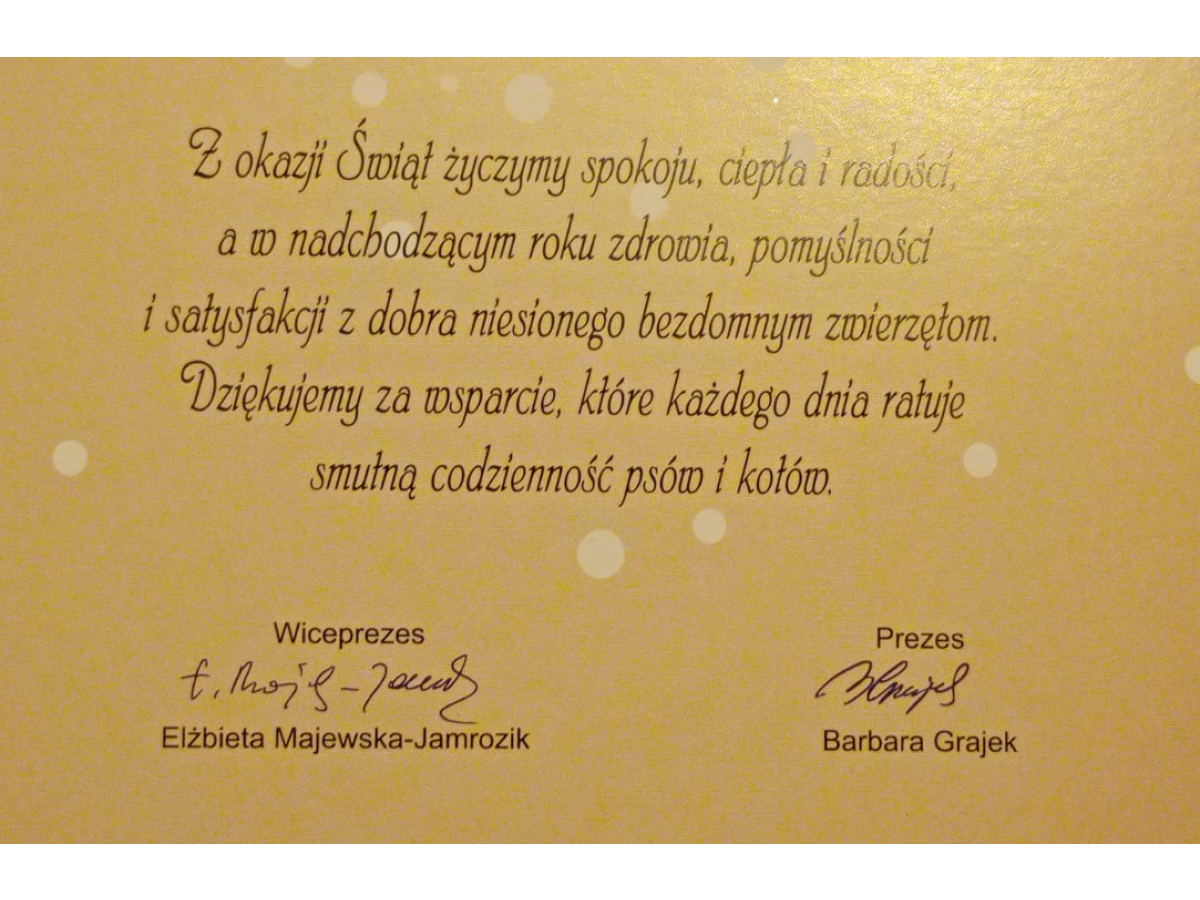 Z okazji Świąt życzymy spokoju, ciepła i radości,
a w nadchodzącym roku zdrowia, pomyślności
i satysfakcji z dobra niesionego bezdomnym zwierzętom.
Dziękujemy za wsparcie, które każdego dnia ratuje
smutną codzienność psów i kotów.
Wiceprezes
Elżbieta Majewska-Jamrozik
Prezes
Barbara Grajek